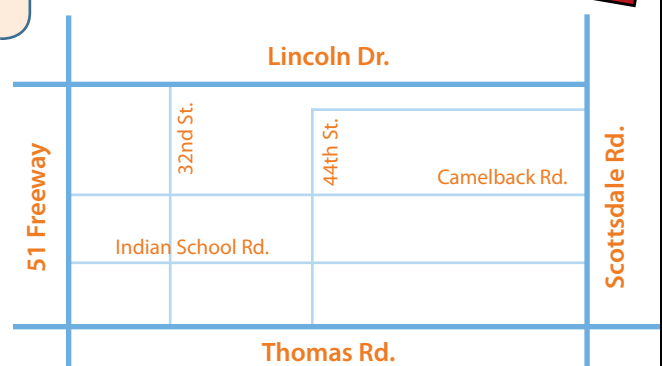 Lincoln Dr.
32nd St.
44th St.
Camelback Rd.
51 Freeway
Scottsdale Rd.
Indian School Rd.
Thomas Rd.